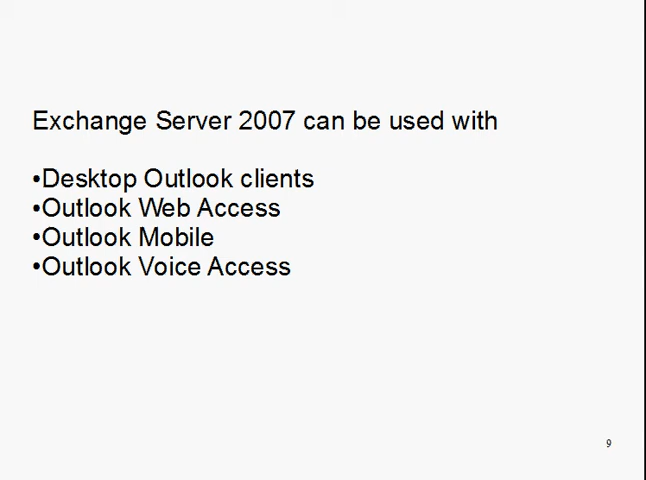 Exchange Server 2007 can be used with
•Desktop Outlook clients
•Outlook Web Access
•Outlook Mobile
•Outlook Voice Access
9